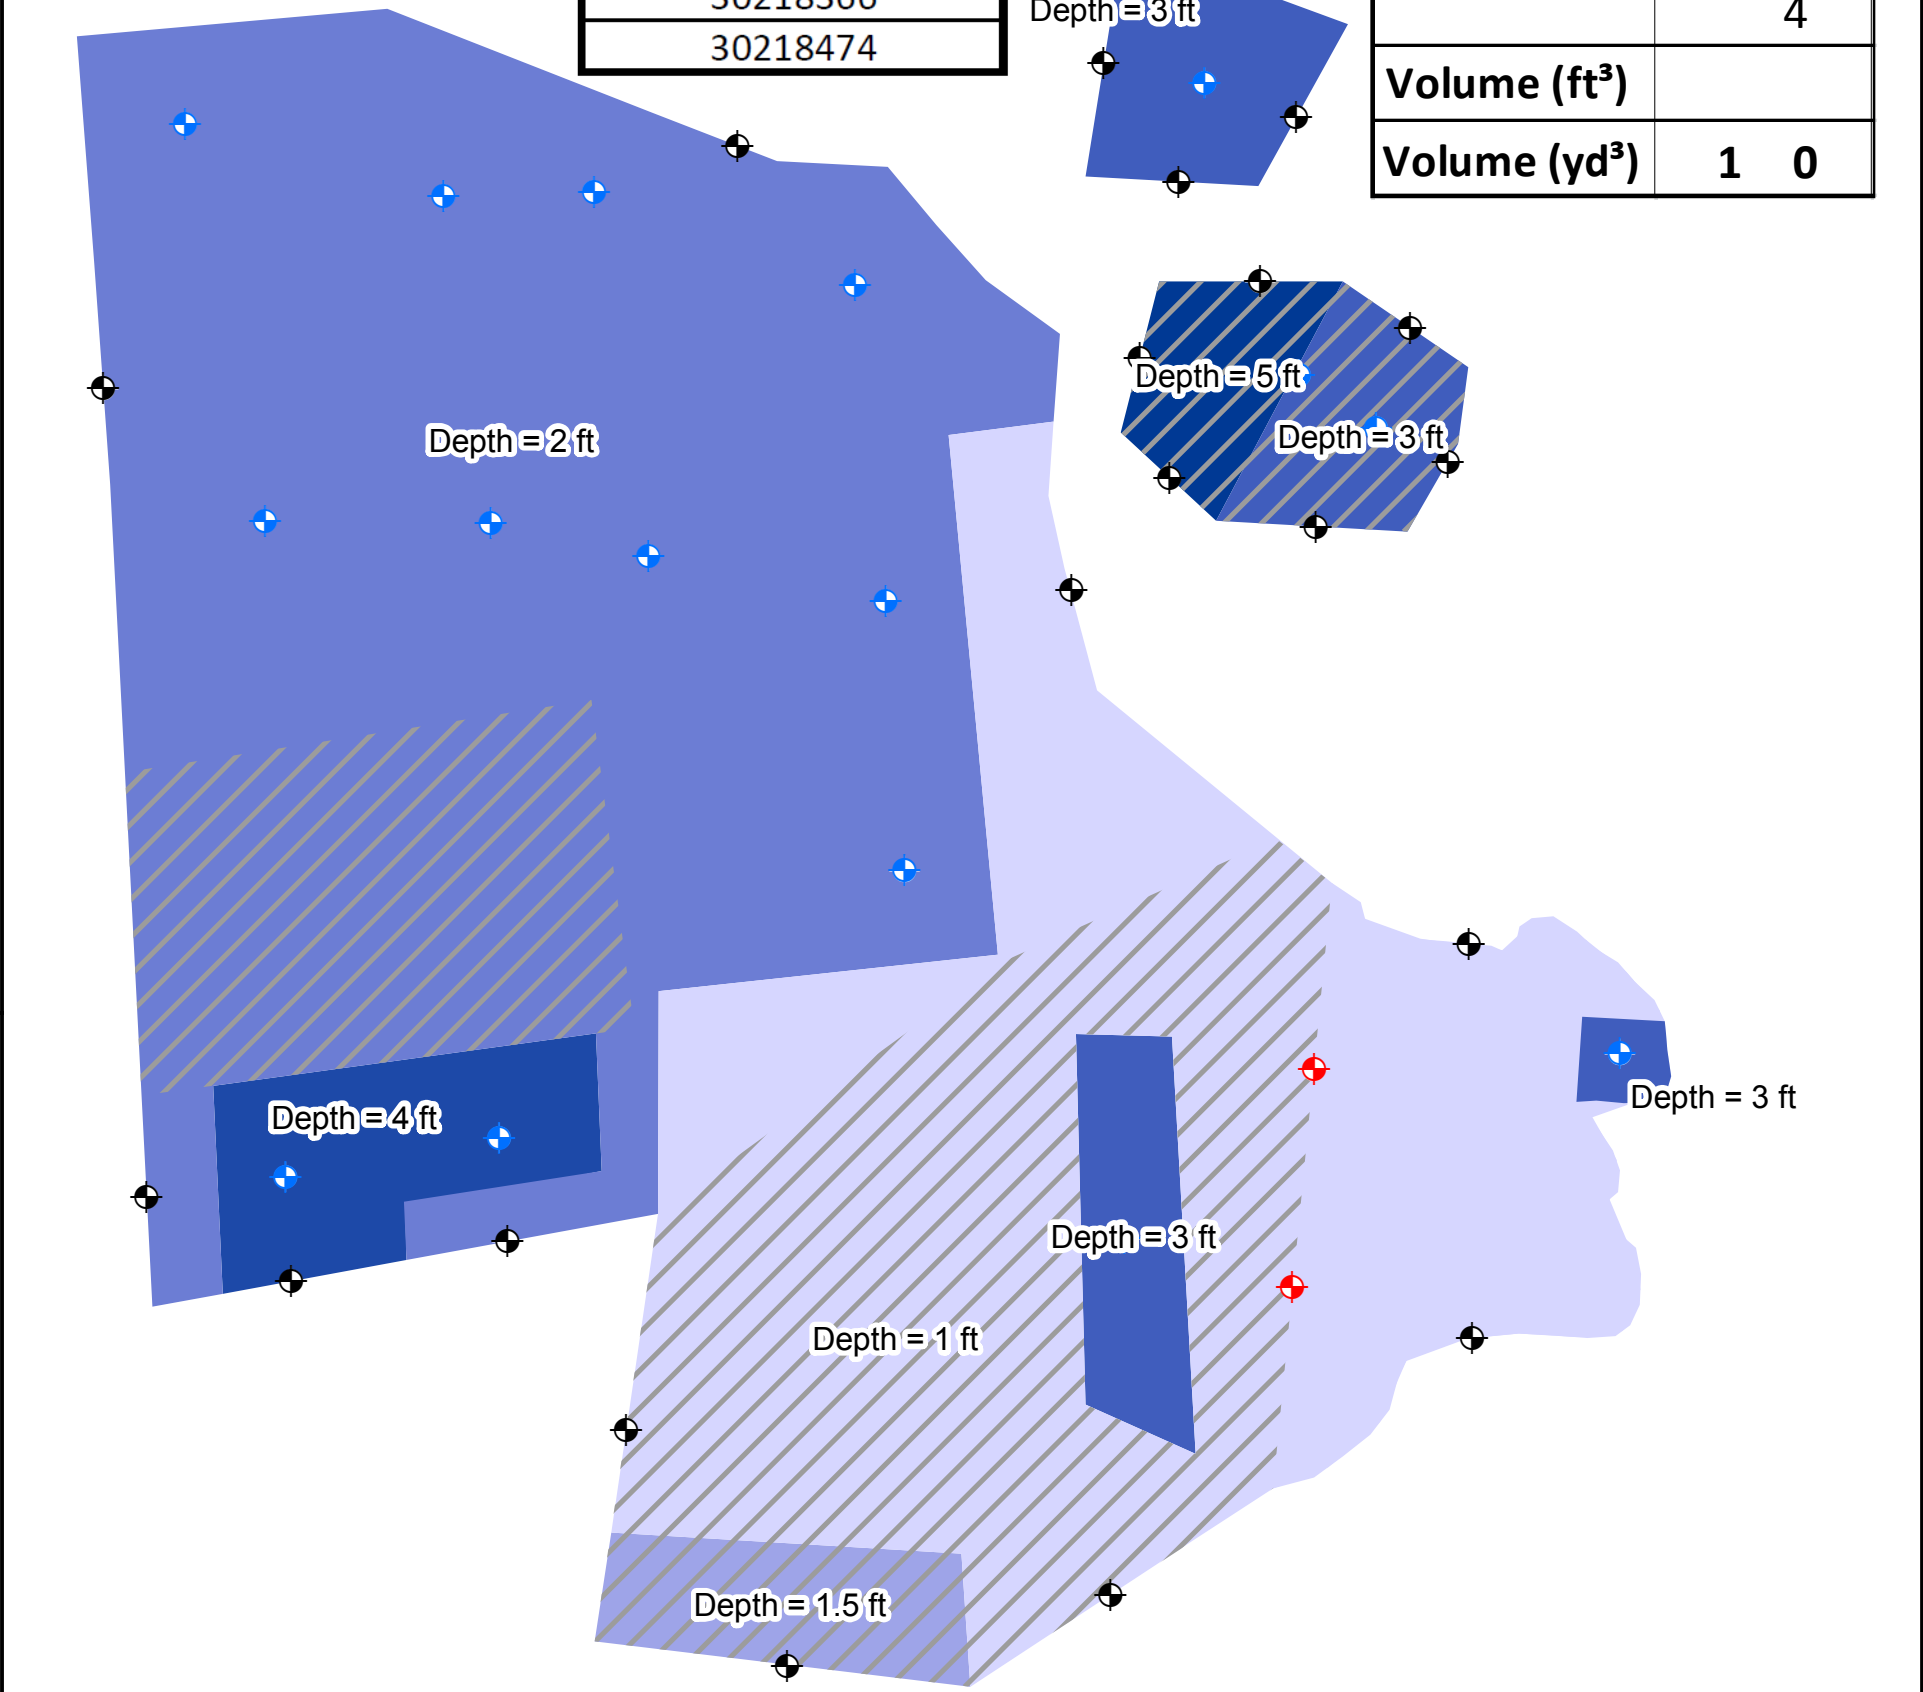 30218474
Depth = 3 ft
4
Volume (ft³)
Volume (yd³) 1 0
Depth = 5 ft
Depth = 3 ft
Depth = 2 ft
Depth = 4 ft
Depth = 3 ft
Depth = 3 ft
Depth = 1 ft
Depth = 1.5 ft